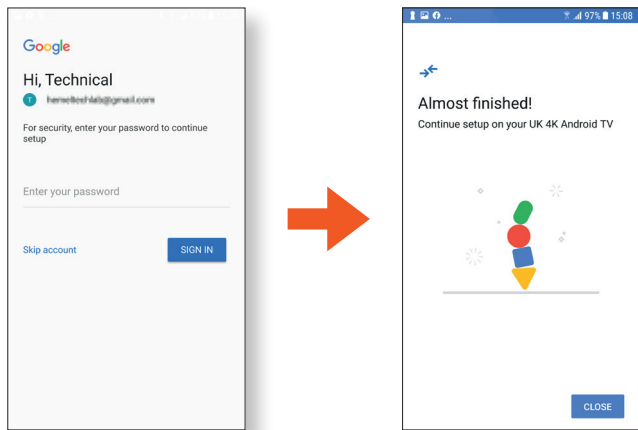 Google
Hi, Technical
T
For security, enter your password to continue
setup
Enter your password
Skip account
SIGN IN
... 97% 15:08
Almost finished!
Continue setup on your UK 4K Android TV
CLOSE